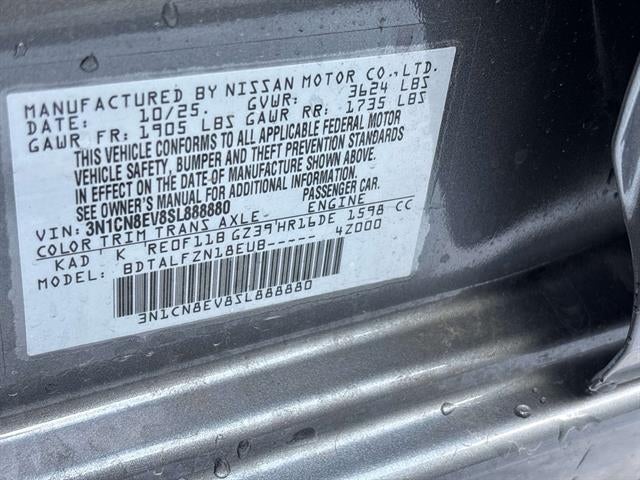 MANUFACTURED BY NISSAN MOTOR CO.,LTD.
DATE: 10/25. GVWR: 3624 LBS
GAWR FR: 1905 LBS GAWR RR: 1735 LBS
THIS VEHICLE CONFORMS TO ALL APPLICABLE FEDERAL MOTOR
VEHICLE SAFETY, BUMPER AND THEFT PREVENTION STANDARDS
IN EFFECT ON THE DATE OF MANUFACTURE SHOWN ABOVE.
SEE OWNER'S MANUAL FOR ADDITIONAL INFORMATION.
VIN: 3N1CN8EV8SL888880 PASSENGER CAR.
COLOR TRIM TRANS AXLE ENGINE
KAD K RE0F11B GZ39 HR16DE 1598 CC
MODEL: BDTALFZN18EUB----- 4Z000
3N1CN8EV8SL888880